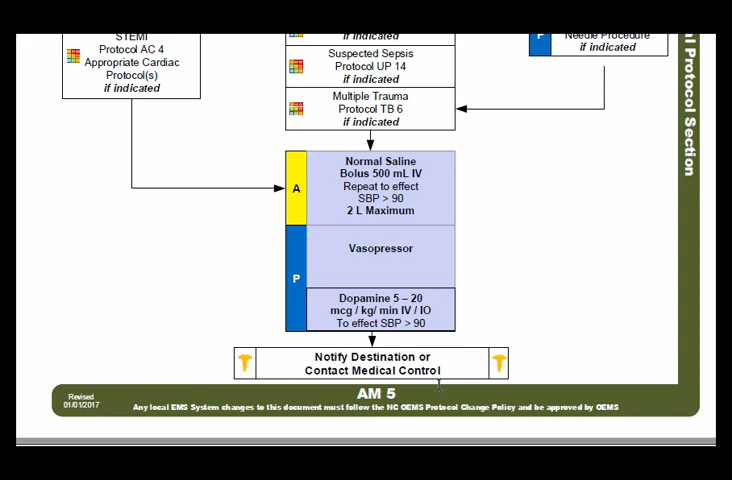 STEMI
Protocol AC 4
Appropriate Cardiac
Protocol(s)
if indicated
if indicated
Suspected Sepsis
Protocol UP 14
if indicated
Multiple Trauma
Protocol TB 6
if indicated
P
Needle Procedure
if indicated
A
Normal Saline
Bolus 500 mL IV
Repeat to effect
SBP > 90
2 L Maximum
P
Vasopressor
Dopamine 5 – 20
mcg / kg/ min IV / IO
To effect SBP > 90
Notify Destination or
Contact Medical Control
Revised
01/01/2017
AM 5
Any local EMS System changes to this document must follow the NC OEMS Protocol Change Policy and be approved by OEMS
al Protocol Section